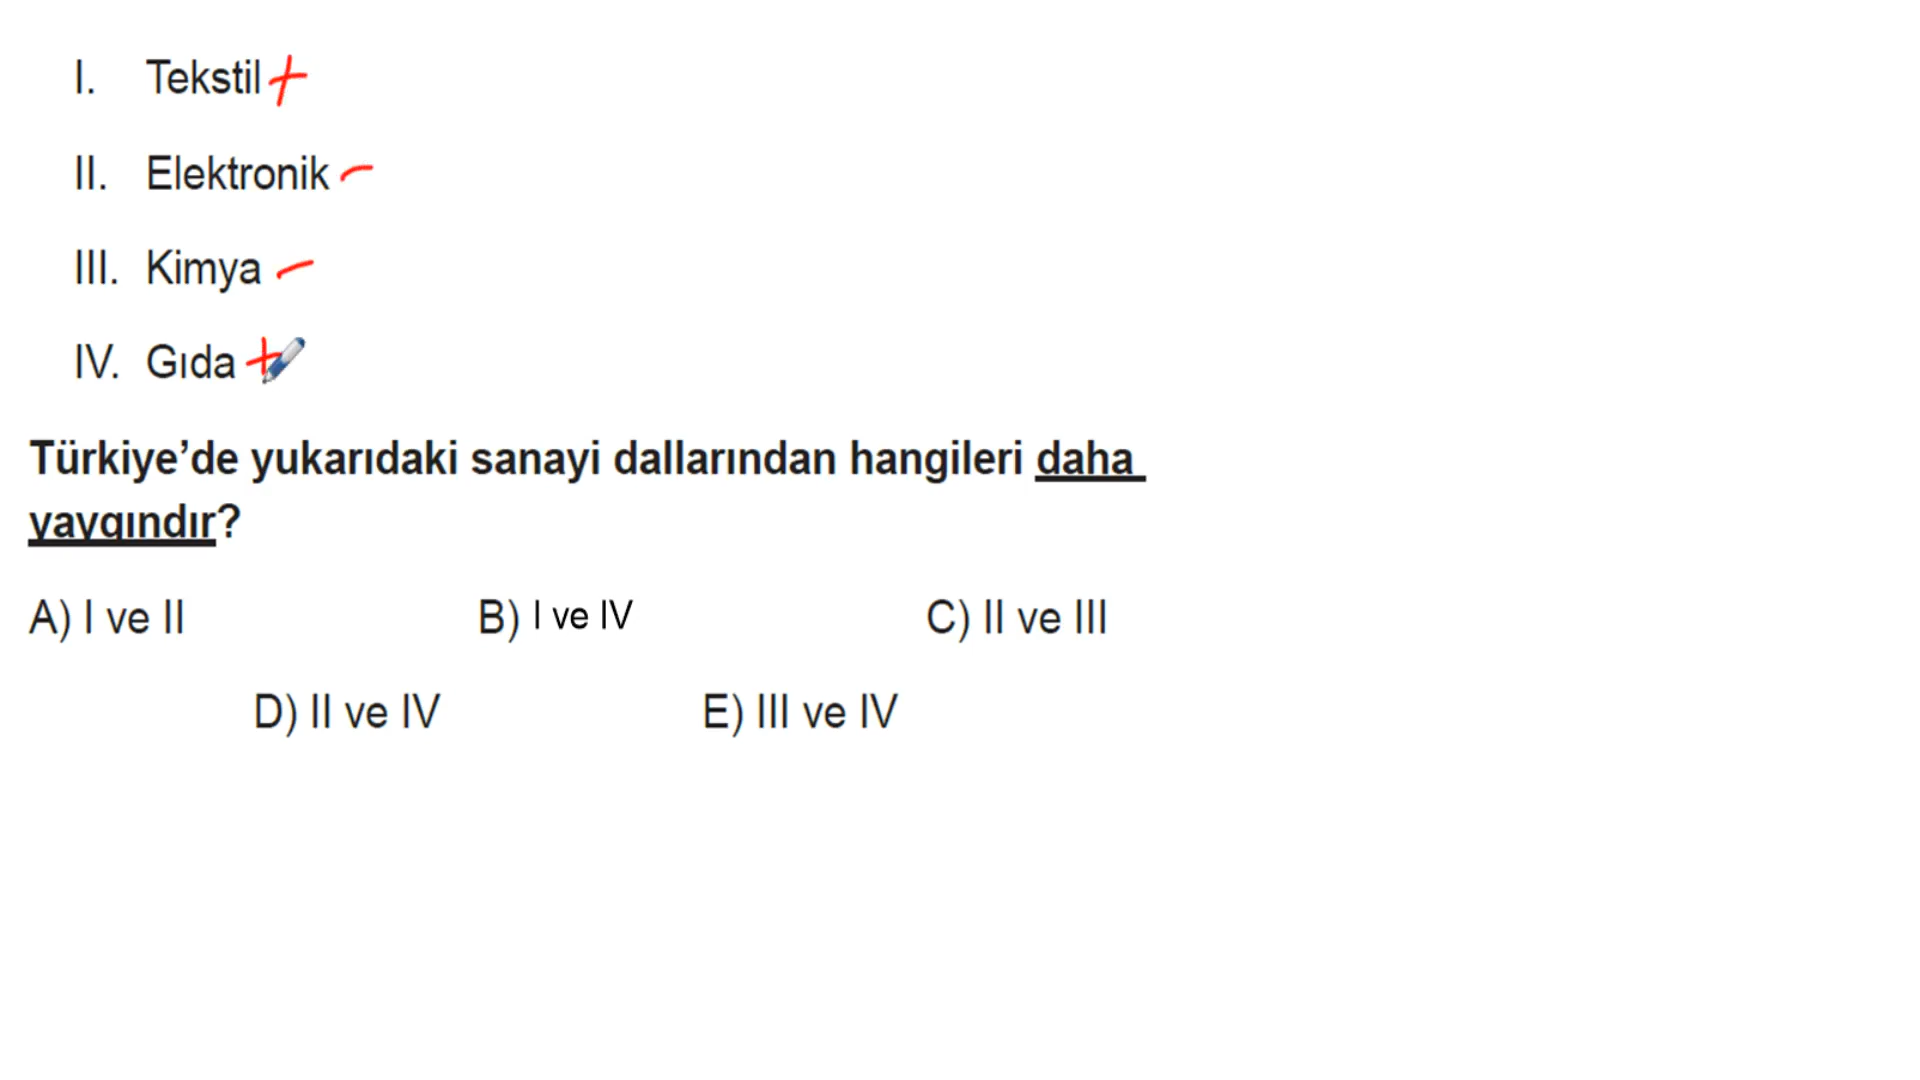 I. Tekstil +
II. Elektronik -
III. Kimya -
IV. Gıda +
Türkiye’de yukarıdaki sanayi dallarından hangileri daha
yaygındır?
A) I ve II B) I ve IV C) II ve III
D) II ve IV E) III ve IV